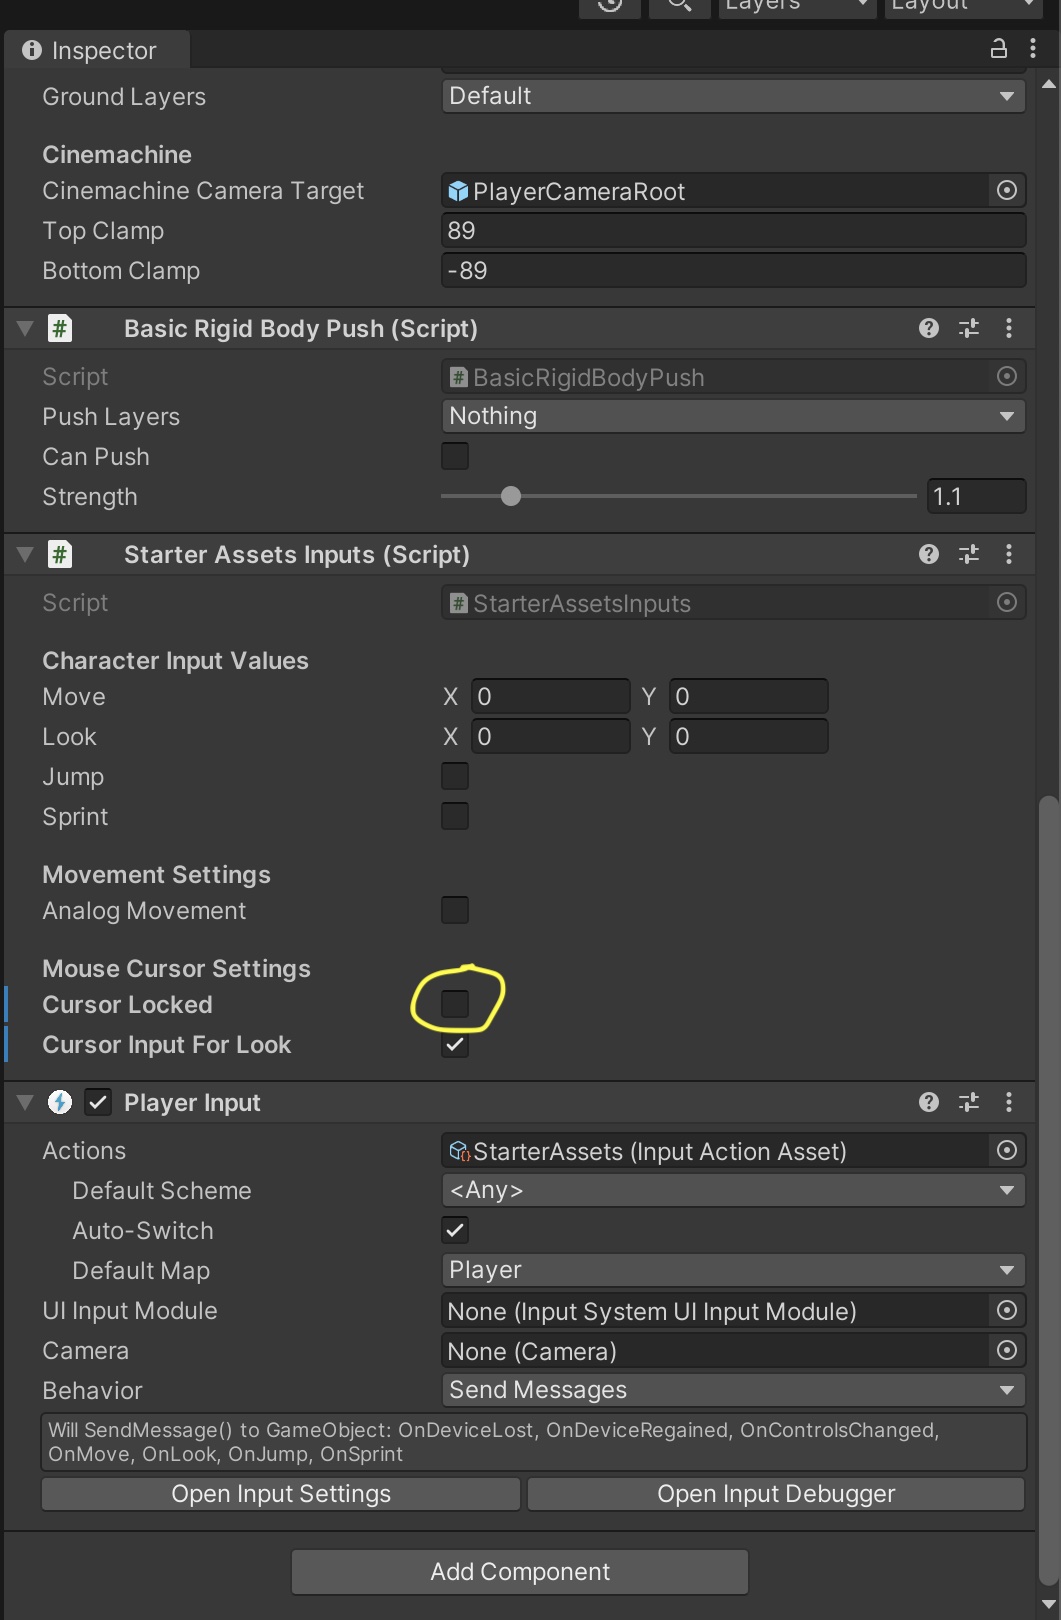 Layers
Layout
Inspector
Ground Layers Default
Cinemachine
Cinemachine Camera Target PlayerCameraRoot
Top Clamp 89
Bottom Clamp -89
# Basic Rigid Body Push (Script)
Script # BasicRigidBodyPush
Push Layers Nothing
Can Push
Strength 1.1
# Starter Assets Inputs (Script)
Script # StarterAssetsInputs
Character Input Values
Move X 0 Y 0
Look X 0 Y 0
Jump
Sprint
Movement Settings
Analog Movement
Mouse Cursor Settings
Cursor Locked
Cursor Input For Look
Player Input
Actions StarterAssets (Input Action Asset)
Default Scheme <Any>
Auto-Switch
Default Map Player
UI Input Module None (Input System UI Input Module)
Camera None (Camera)
Behavior Send Messages
Will SendMessage() to GameObject: OnDeviceLost, OnDeviceRegained, OnControlsChanged,
OnMove, OnLook, OnJump, OnSprint
Open Input Settings Open Input Debugger
Add Component